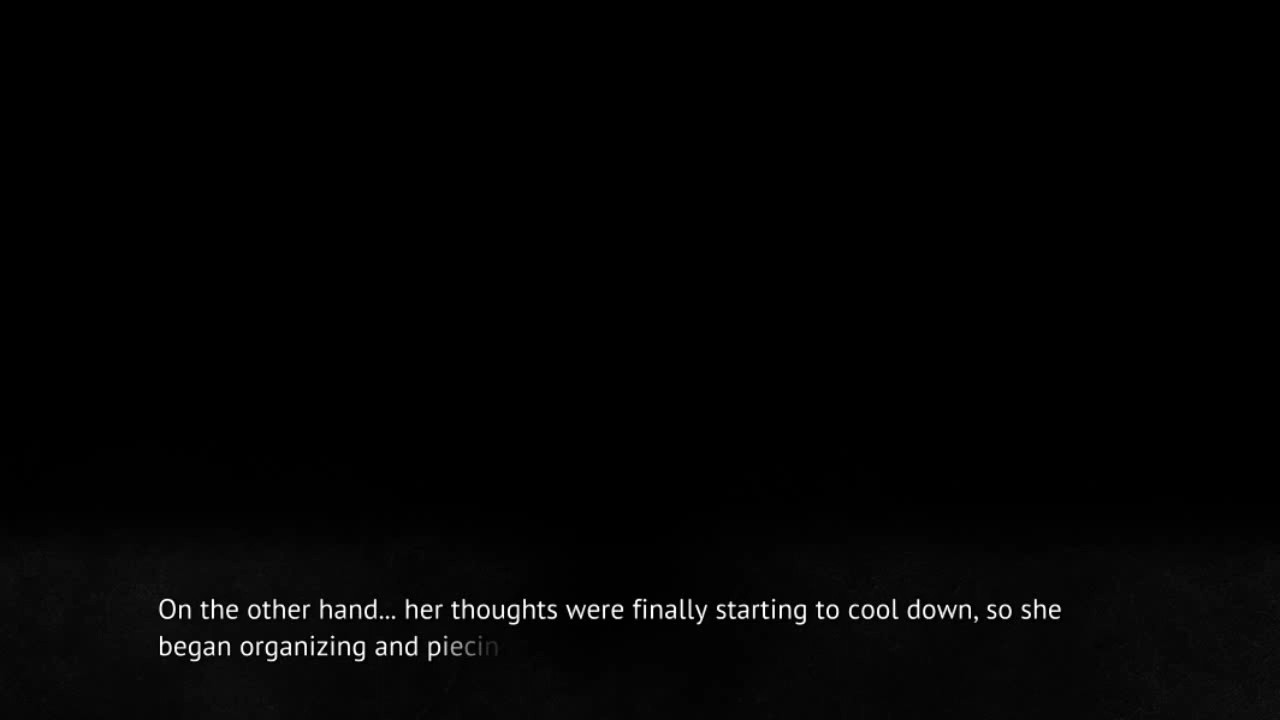 On the other hand... her thoughts were finally starting to cool down, so she
began organizing and piecin